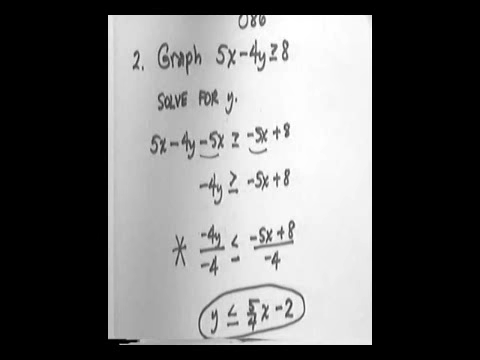 086
2. Graph 5x-4y≥8
SOLVE FOR y.
5x-4y-5x ≥ -5x+8
-4y ≥ -5x+8
* -4y/-4 ≤ -5x+8/-4
y ≤ 5/4x-2